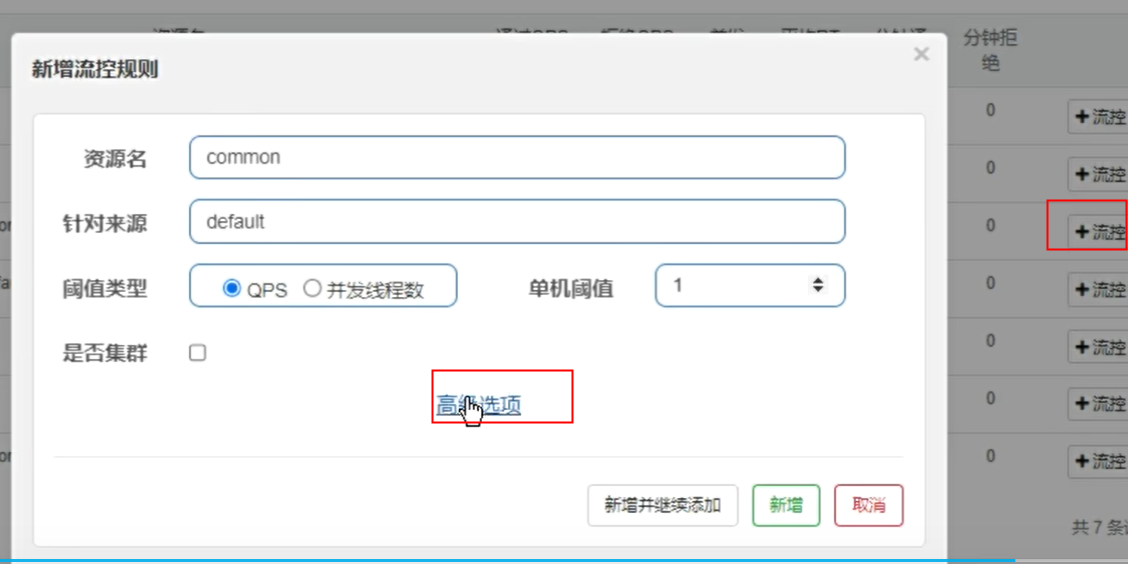 分钟拒
绝
新增流控规则
×
0
+流控
资源名
common
0
+流控
针对来源
default
0
+流控
阈值类型
QPS
并发线程数
单机阈值
1
0
+流控
是否集群
0
+流控
高级选项
0
+流控
0
+流控
新增并继续添加
新增
取消
共 7 条